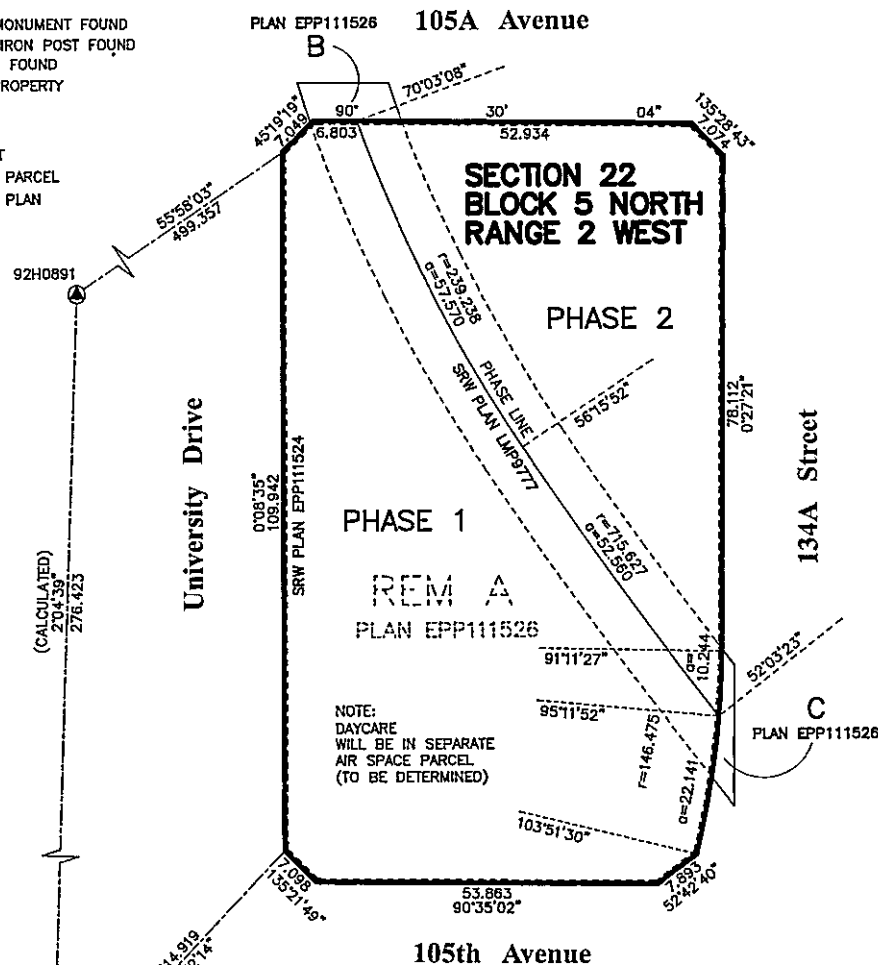 MONUMENT FOUND
IRON POST FOUND
FOUND
PROPERTY
PARCEL
PLAN
PLAN EPP111526
B
105A Avenue
70°03'08"
45°19'19"
7.049
90° 30' 04"
6.803
52.934
135°28'43"
7.074
SECTION 22
BLOCK 5 NORTH
RANGE 2 WEST
55°58'03"
499.357
92H0891
r=239.238
a=57.570
PHASE 2
PHASE LINE
SRW PLAN LMP9777
56°15'52"
78.112
0°27'21"
134A Street
University Drive
0°08'35"
109.942
SRW PLAN EPP111524
PHASE 1
r=715.627
a=52.560
(CALCULATED)
2°04'39"
276.423
REM A
PLAN EPP111526
91°11'27"
a=
10.244
52°03'23"
95°11'52"
C
PLAN EPP111526
NOTE:
DAYCARE
WILL BE IN SEPARATE
AIR SPACE PARCEL
(TO BE DETERMINED)
r=146.475
a=22.141
103°51'30"
7.098
135°21'49"
53.863
90°35'02"
7.893
52°42'40"
14.919
14"
105th Avenue